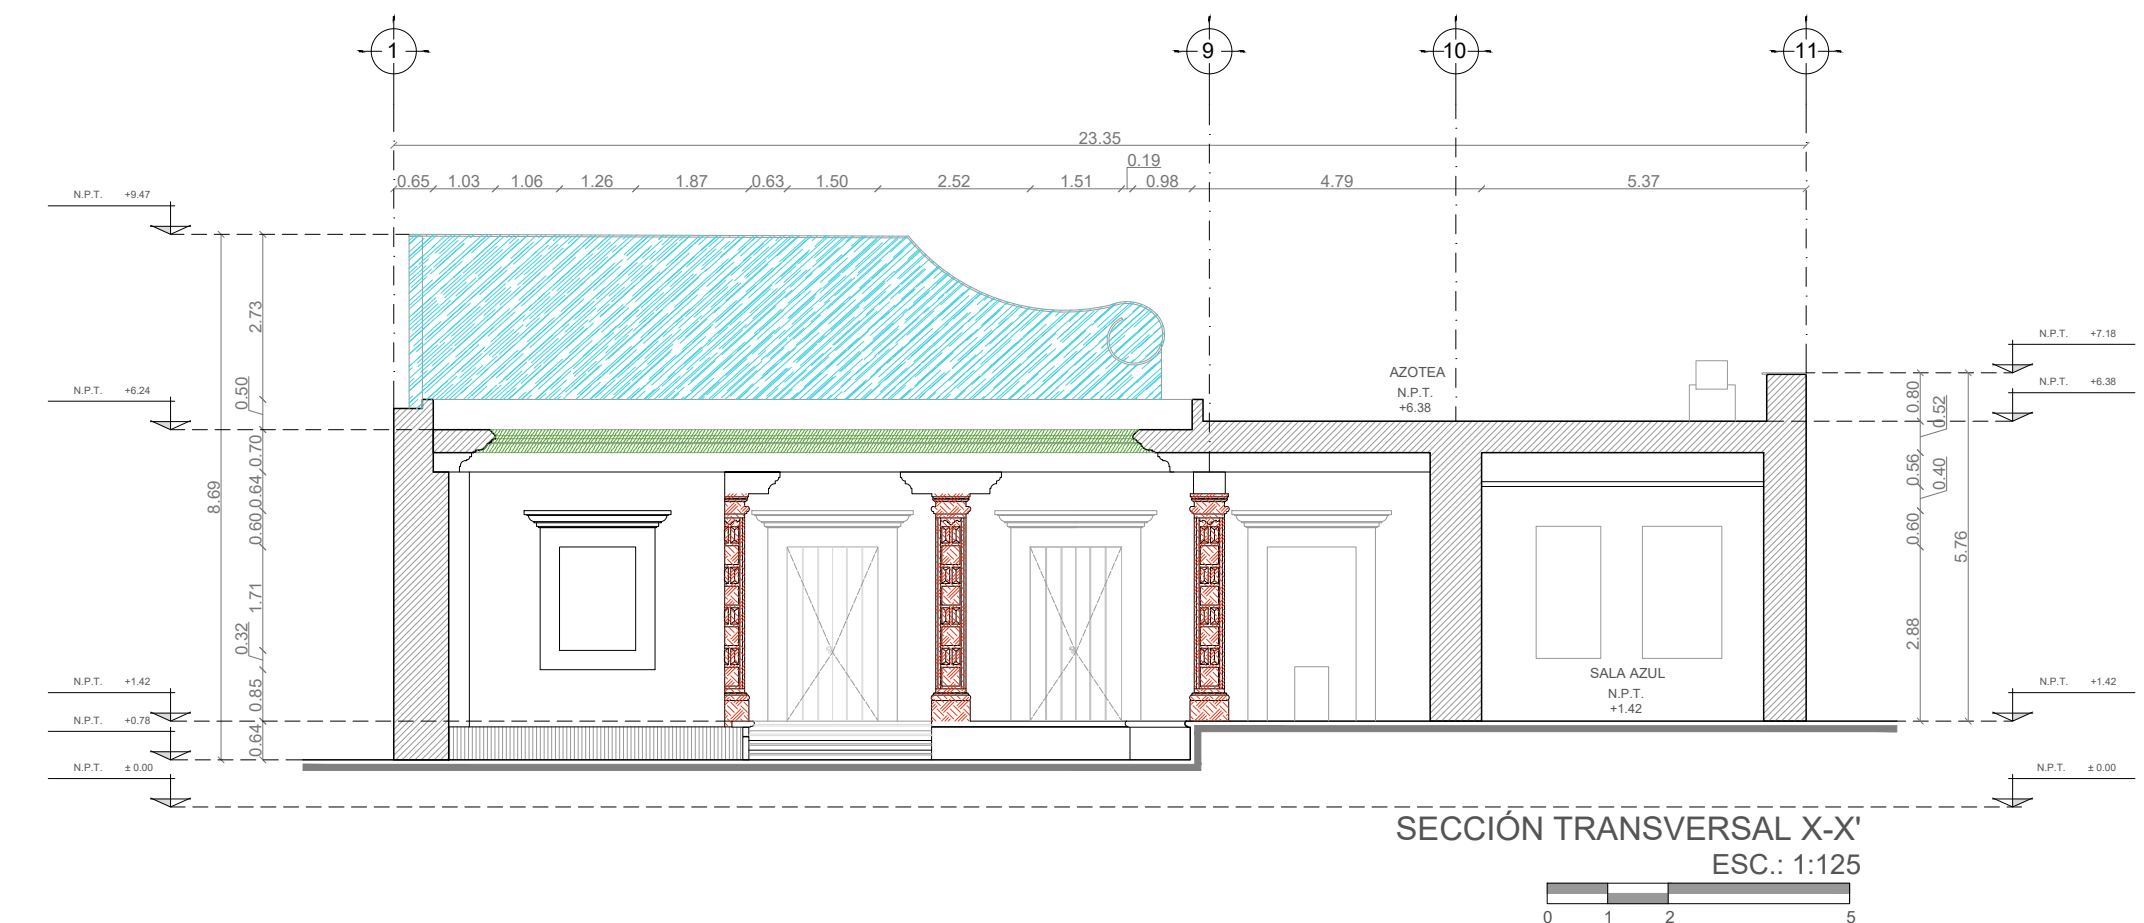 1
9
10
11
23.35
0.19
0.65 1.03 1.06 1.26 1.87 0.63 1.50 2.52 1.51 0.98 4.79 5.37
N.P.T. +9.47
N.P.T. +6.24
N.P.T. +1.42
N.P.T. +0.78
N.P.T. ± 0.00
8.69
2.73
0.50
0.70
0.64
0.60
1.71
0.32
0.85
0.64
AZOTEA
N.P.T.
+6.38
SALA AZUL
N.P.T.
+1.42
0.80
0.52
0.56
0.40
0.60
2.88
5.76
N.P.T. +7.18
N.P.T. +6.38
N.P.T. +1.42
N.P.T. ± 0.00
SECCIÓN TRANSVERSAL X-X'
ESC.: 1:125
0 1 2 5